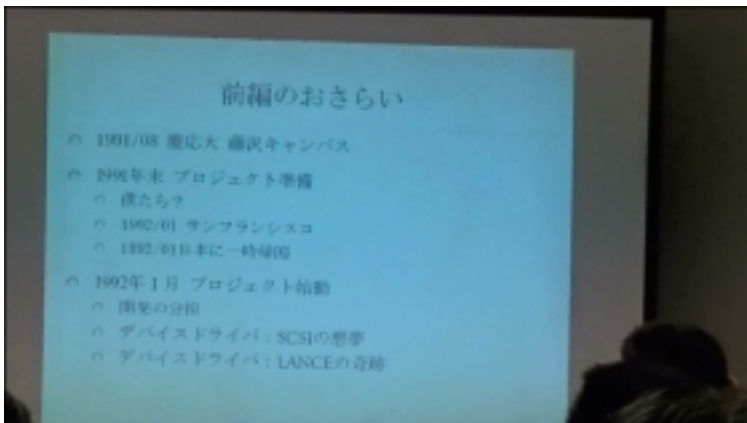 前編のおさらい
1991/08 慶応大 藤沢キャンパス
1991年末 プロジェクト準備
僕たち?
1992/01 サンフランシスコ
1992/01日本に一時帰国
1992年1月 プロジェクト始動
開発の分担
デバイスドライバ:SCSIの悪夢
デバイスドライバ:LANCEの奇跡